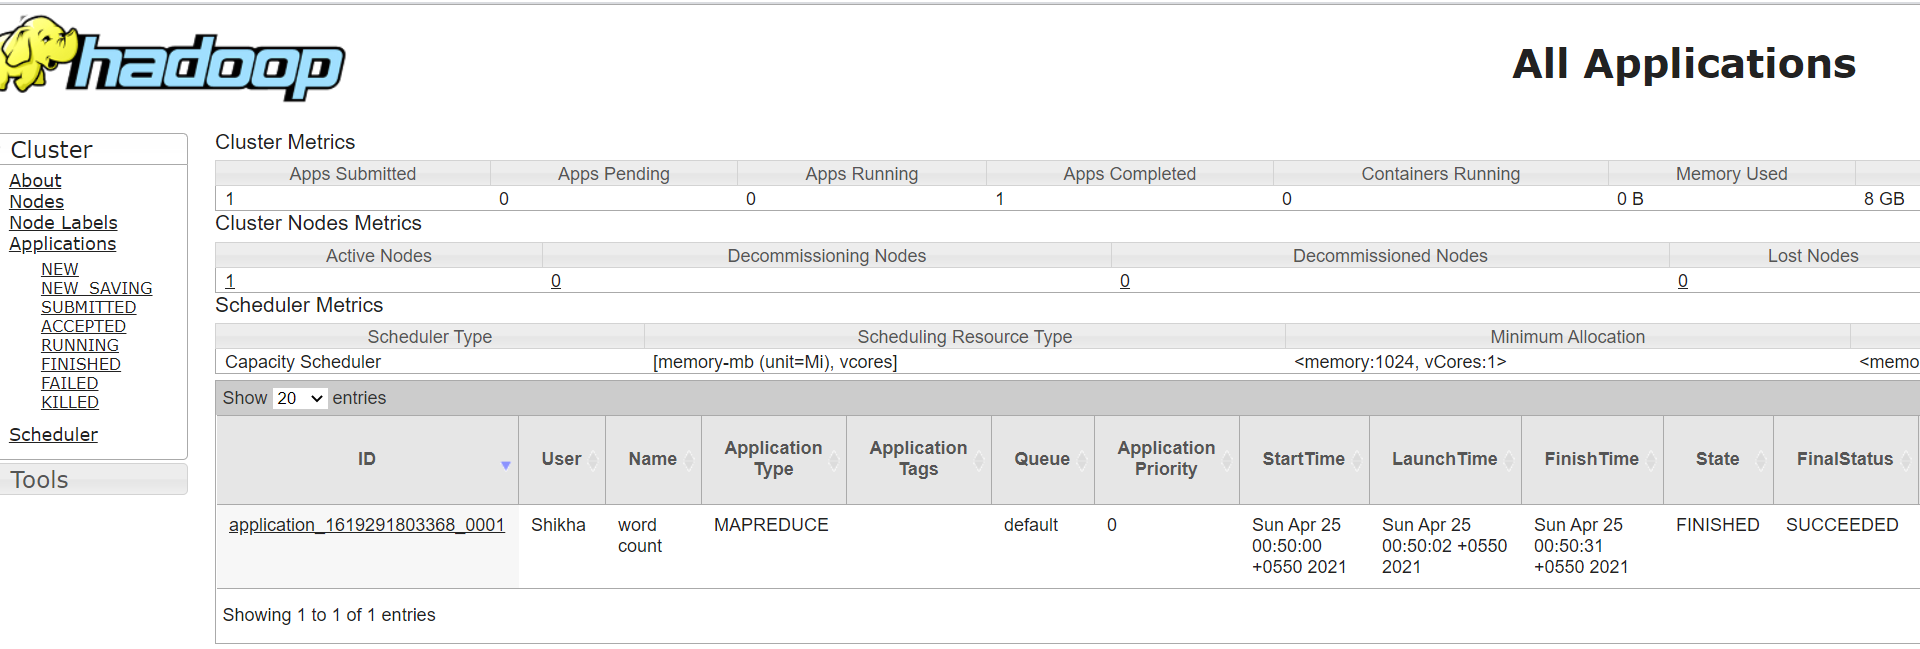 hadoop
All Applications
Cluster
About
Nodes
Node Labels
Applications
NEW
NEW_SAVING
SUBMITTED
ACCEPTED
RUNNING
FINISHED
FAILED
KILLED
Scheduler
Tools
Cluster Metrics
Apps Submitted Apps Pending Apps Running Apps Completed Containers Running Memory Used
1 0 0 1 0 0 B 8 GB
Cluster Nodes Metrics
Active Nodes Decommissioning Nodes Decommissioned Nodes Lost Nodes
1 0 0 0
Scheduler Metrics
Scheduler Type Scheduling Resource Type Minimum Allocation
Capacity Scheduler [memory-mb (unit=Mi), vcores] <memory:1024, vCores:1> <memo
Show 20 entries
ID User Name Application Type Application Tags Queue Application Priority StartTime LaunchTime FinishTime State FinalStatus
application_1619291803368_0001 Shikha word count MAPREDUCE default 0 Sun Apr 25 00:50:00 +0550 2021 Sun Apr 25 00:50:02 +0550 2021 Sun Apr 25 00:50:31 +0550 2021 FINISHED SUCCEEDED
Showing 1 to 1 of 1 entries